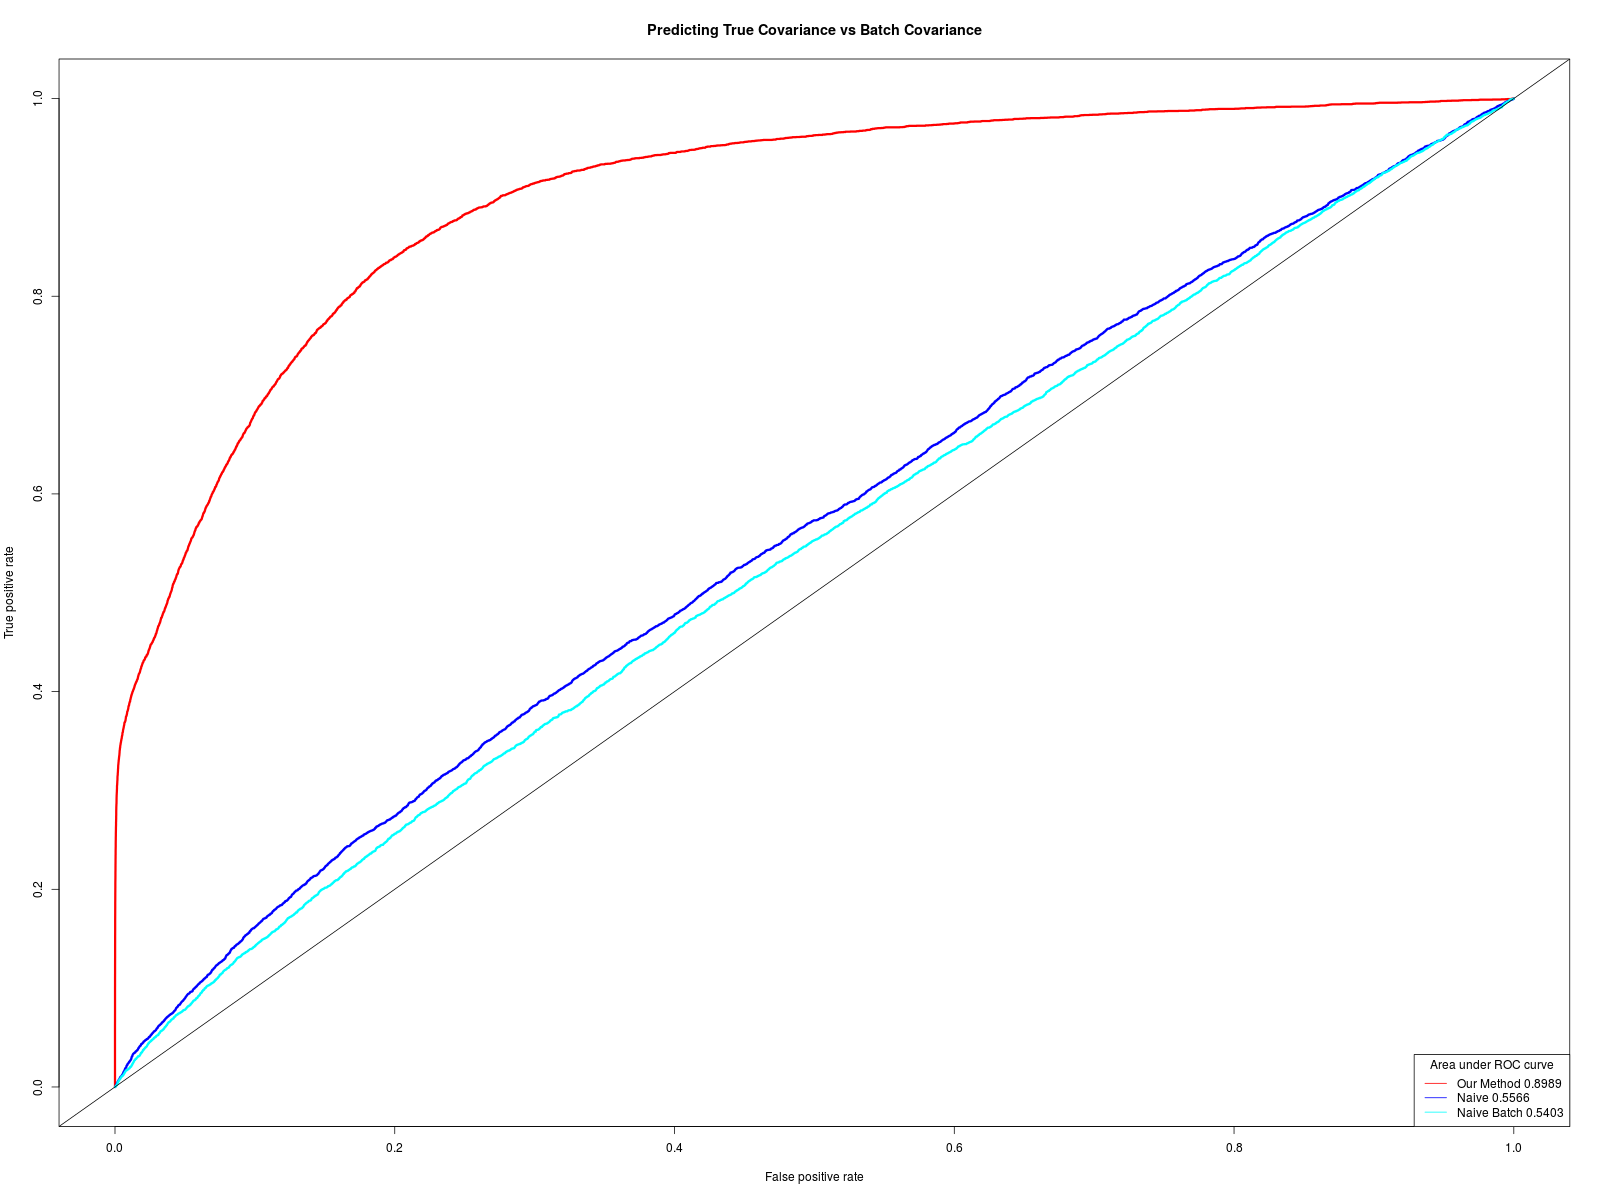 Predicting True Covariance vs Batch Covariance
True positive rate
1.0
0.8
0.6
0.4
0.2
0.0
Area under ROC curve
Our Method 0.8989
Naive 0.5566
Naive Batch 0.5403
0.0 0.2 0.4 0.6 0.8 1.0
False positive rate